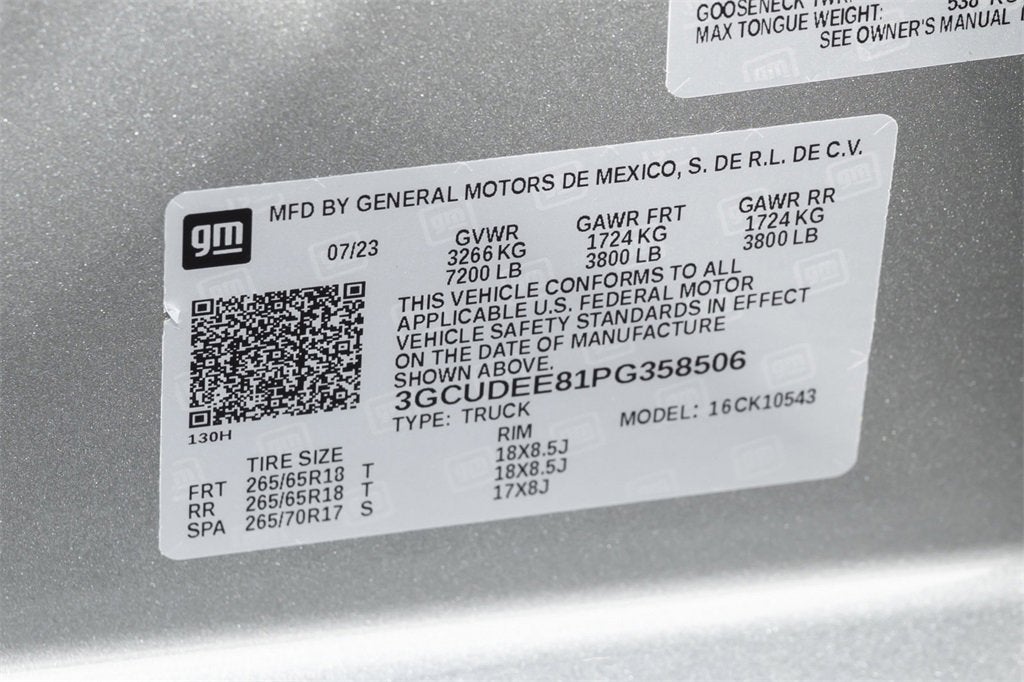 GOOSENECK
MAX TONGUE WEIGHT: 538
SEE OWNER'S MANUAL
gm
MFD BY GENERAL MOTORS DE MEXICO, S. DE R.L. DE C.V.
07/23
GVWR GAWR FRT GAWR RR
3266 KG 1724 KG 1724 KG
7200 LB 3800 LB 3800 LB
THIS VEHICLE CONFORMS TO ALL
APPLICABLE U.S. FEDERAL MOTOR
VEHICLE SAFETY STANDARDS IN EFFECT
ON THE DATE OF MANUFACTURE
SHOWN ABOVE.
3GCUDEE81PG358506
TYPE: TRUCK MODEL: 16CK10543
130H
TIRE SIZE RIM
FRT 265/65R18 T 18X8.5J
RR 265/65R18 T 18X8.5J
SPA 265/70R17 S 17X8J